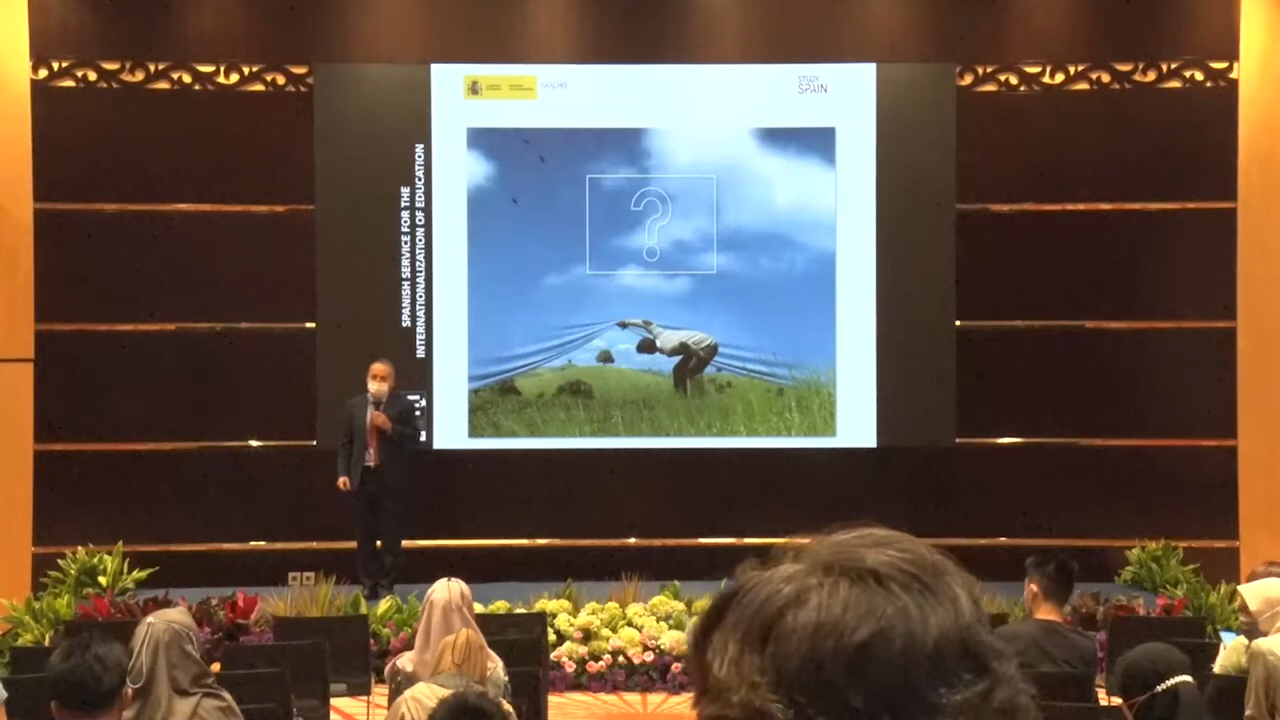 SPANISH SERVICE FOR THE
INTERNATIONALIZATION OF EDUCATION
STUDY
SPAIN
?